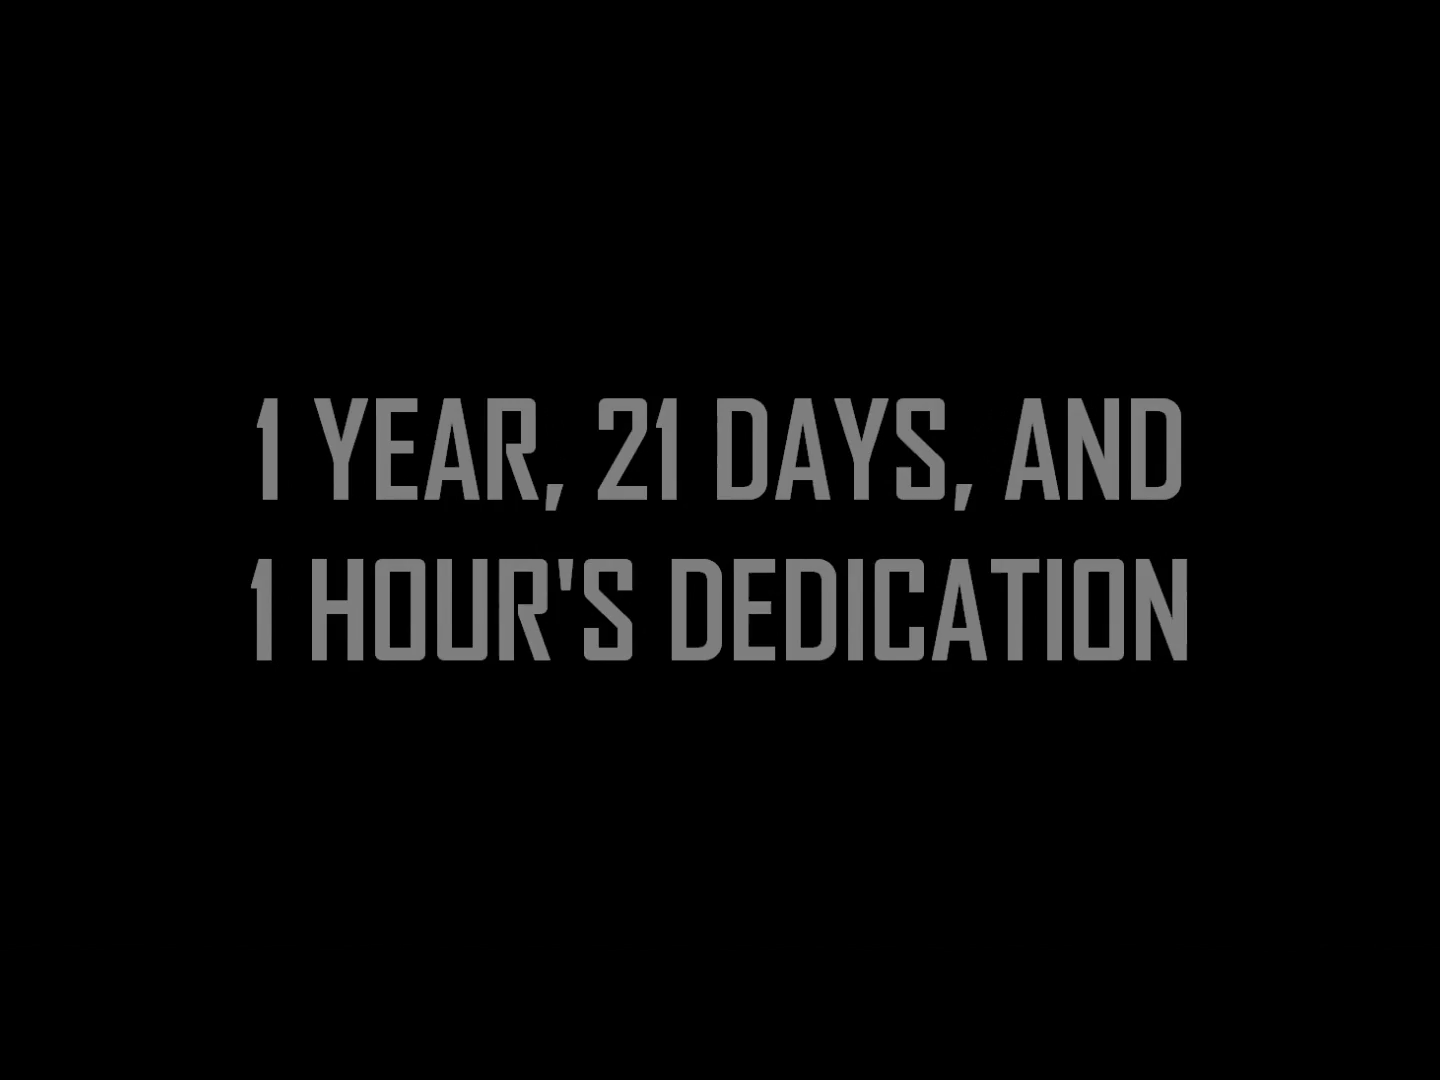 1 YEAR, 21 DAYS, AND
1 HOUR'S DEDICATION